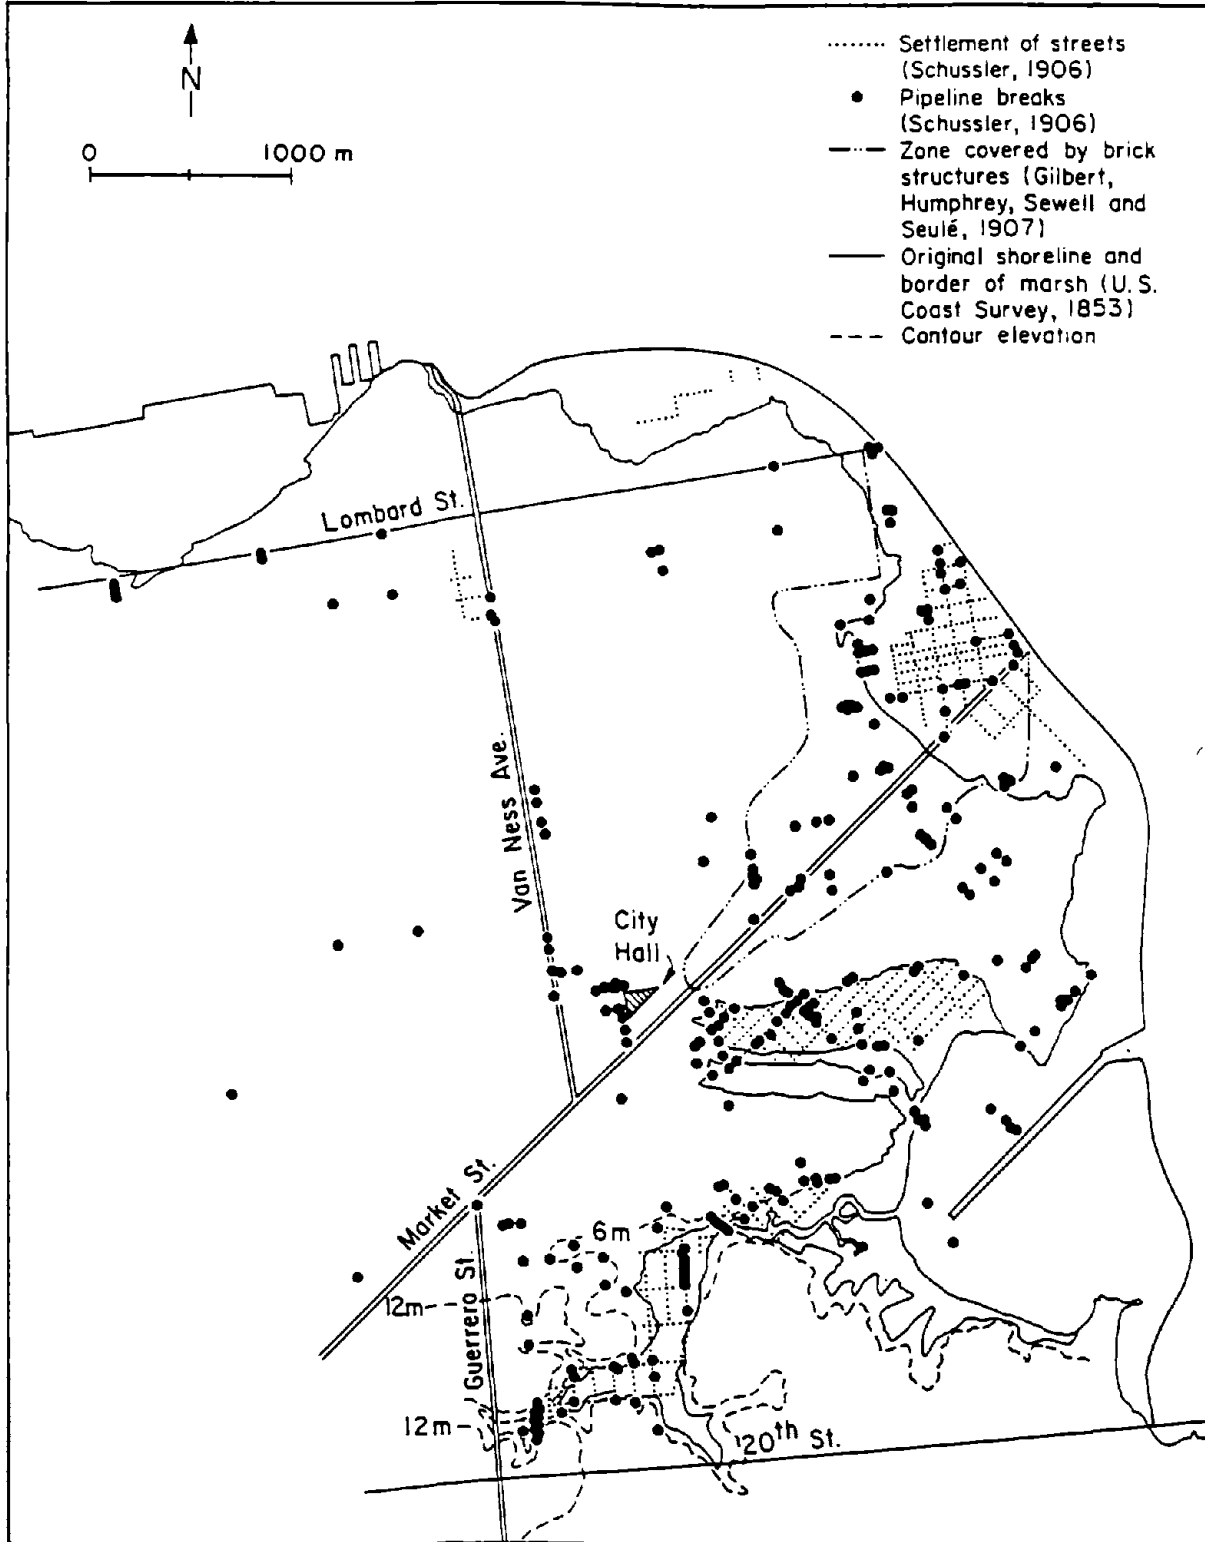 N
0 1000 m
Settlement of streets
(Schussler, 1906)
Pipeline breaks
(Schussler, 1906)
Zone covered by brick
structures (Gilbert,
Humphrey, Sewell and
Seulé, 1907)
Original shoreline and
border of marsh (U.S.
Coast Survey, 1853)
Contour elevation
Lombard St.
Van Ness Ave.
City
Hall
Market St.
6m
12m
Guerrero St.
12m
20th St.